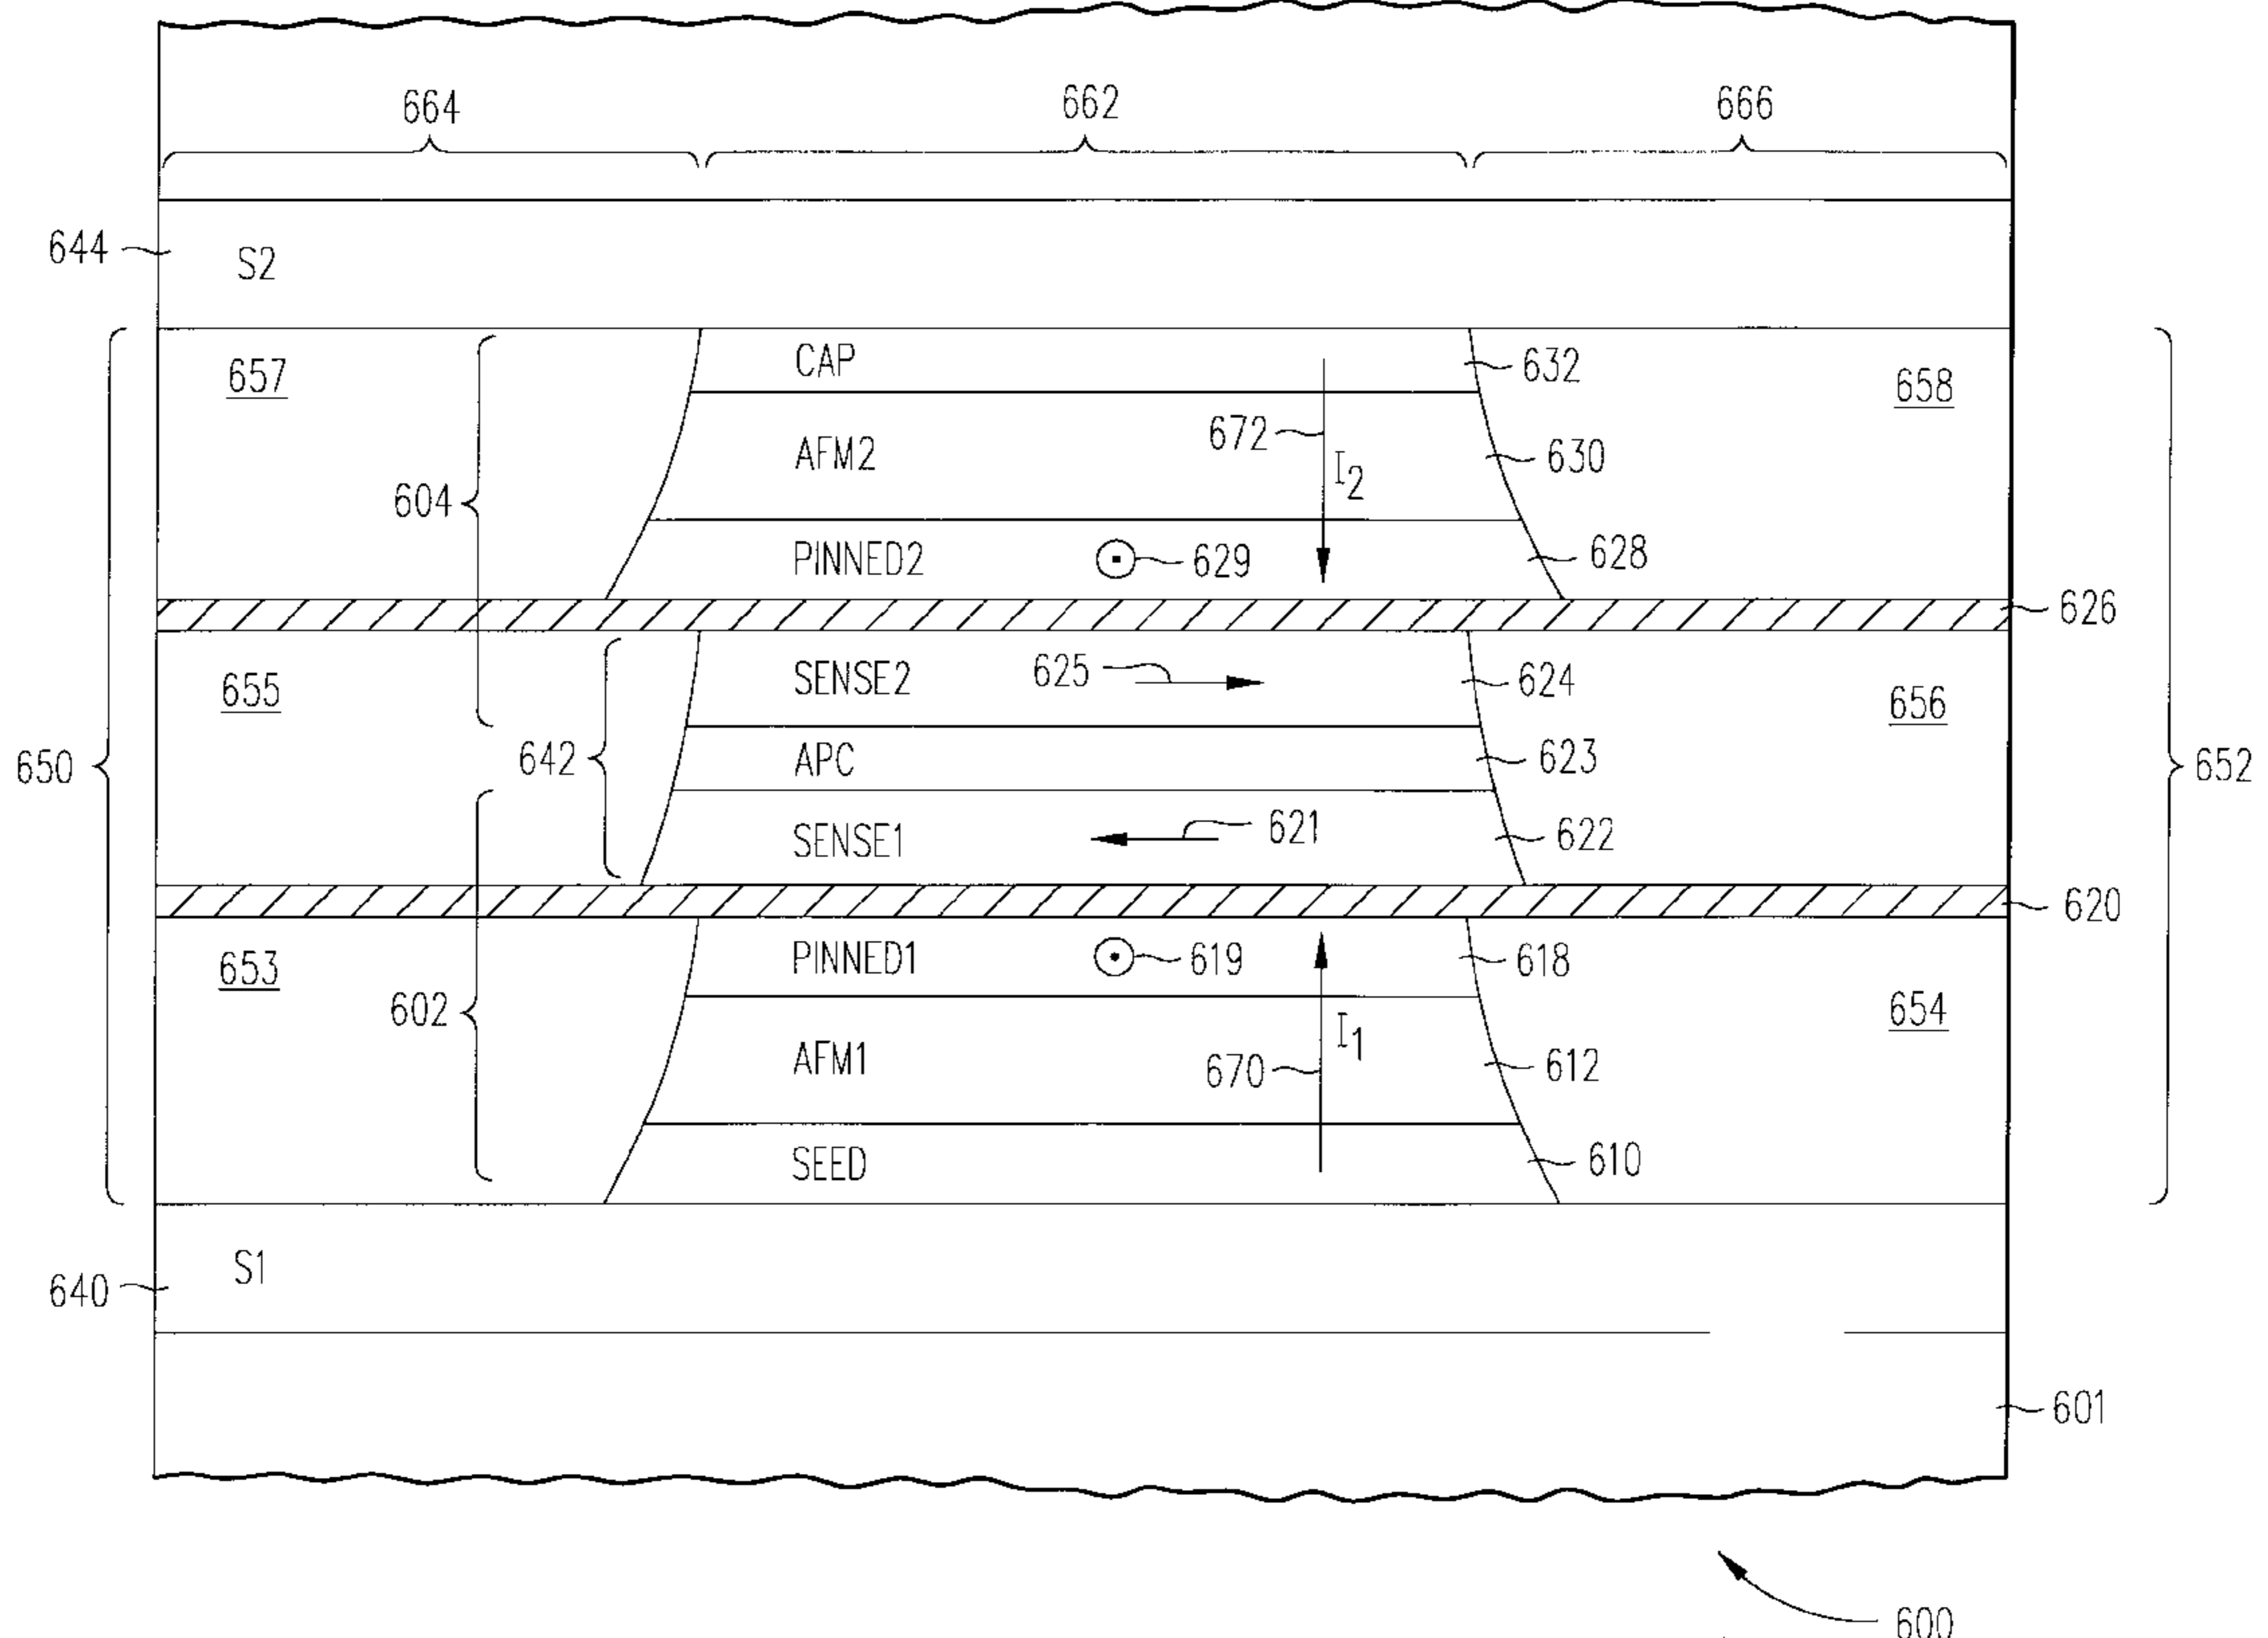 664 662 666
644 S2
657 CAP 632 658
672
604 AFM2 I2 630
PINNED2 629 628
626
655 SENSE2 625 624 656
650 642 APC 623 652
SENSE1 621 622
620
653 PINNED1 619 618
602 I1 654
AFM1 670 612
SEED 610
640 S1
601
600